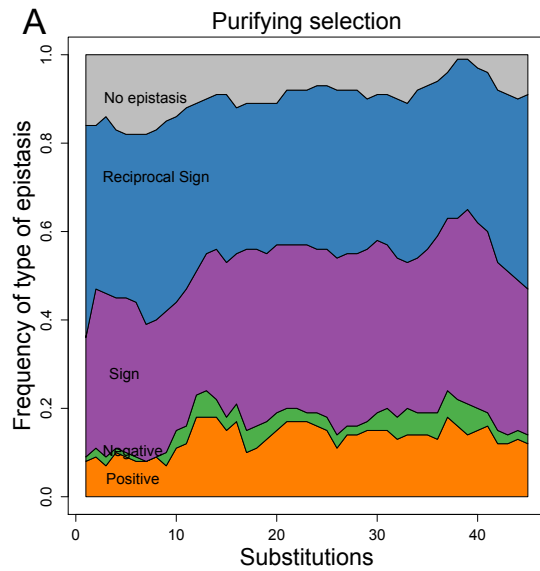 A
Purifying selection
Frequency of type of epistasis
1.0
0.8
0.6
0.4
0.2
0.0
No epistasis
Reciprocal Sign
Sign
Negative
Positive
0
10
20
30
40
Substitutions